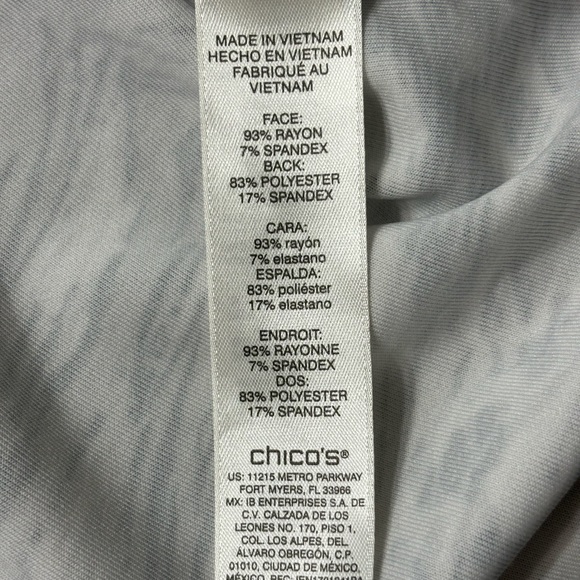 MADE IN VIETNAM
HECHO EN VIETNAM
FABRIQUÉ AU
VIETNAM
FACE:
93% RAYON
7% SPANDEX
BACK:
83% POLYESTER
17% SPANDEX
CARA:
93% rayón
7% elastano
ESPALDA:
83% poliéster
17% elastano
ENDROIT:
93% RAYONNE
7% SPANDEX
DOS:
83% POLYESTER
17% SPANDEX
chico's®
US: 11215 METRO PARKWAY
FORT MYERS, FL 33966
MX: IB ENTERPRISES S.A. DE
C.V. CALZADA DE LOS
LEONES NO. 170, PISO 1,
COL. LOS ALPES, DEL.
ÁLVARO OBREGÓN, C.P.
01010, CIUDAD DE MÉXICO,
MÉXICO, RFC: